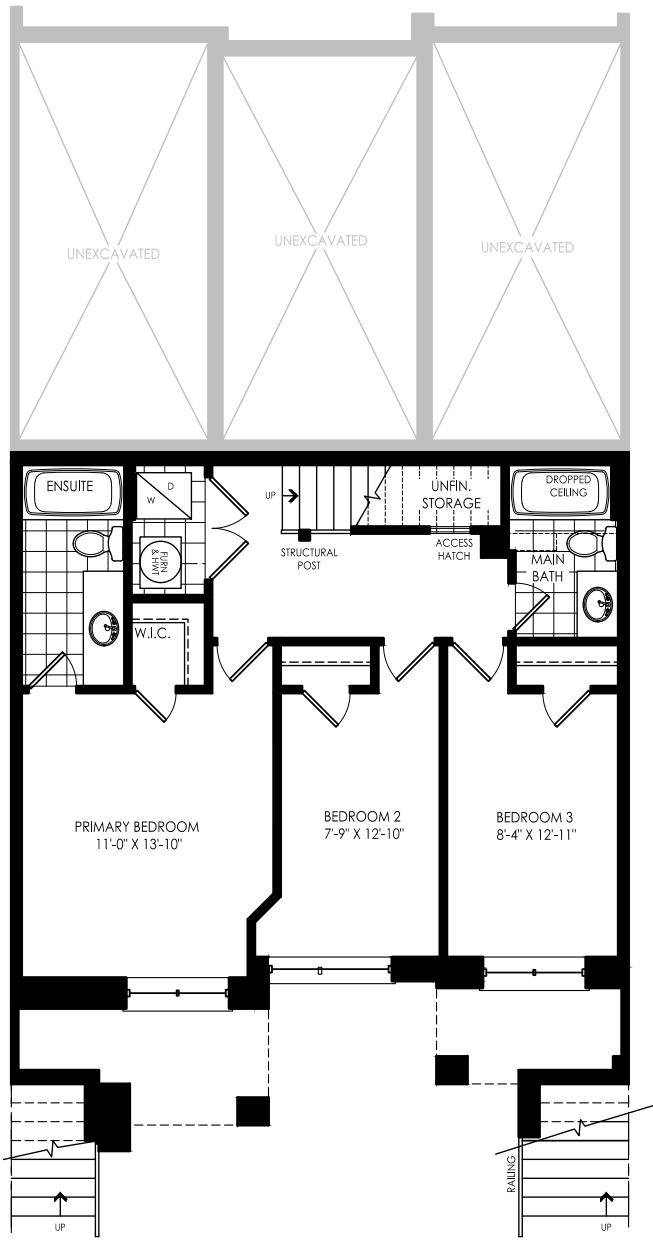 UNEXCAVATED
UNEXCAVATED
UNEXCAVATED
ENSUITE
D
W
FURN
& HWT
W.I.C.
UP
STRUCTURAL
POST
UNFIN.
STORAGE
ACCESS
HATCH
DROPPED
CEILING
MAIN
BATH
PRIMARY BEDROOM
11'-0" X 13'-10"
BEDROOM 2
7'-9" X 12'-10"
BEDROOM 3
8'-4" X 12'-11"
UP
RAILING
UP